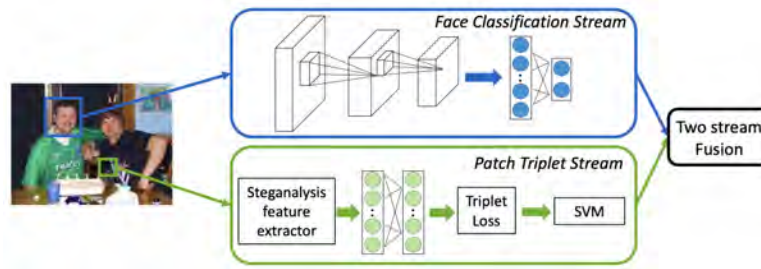 Face Classification Stream
Two stream
Fusion
Patch Triplet Stream
Steganalysis
feature
extractor
Triplet
Loss
SVM